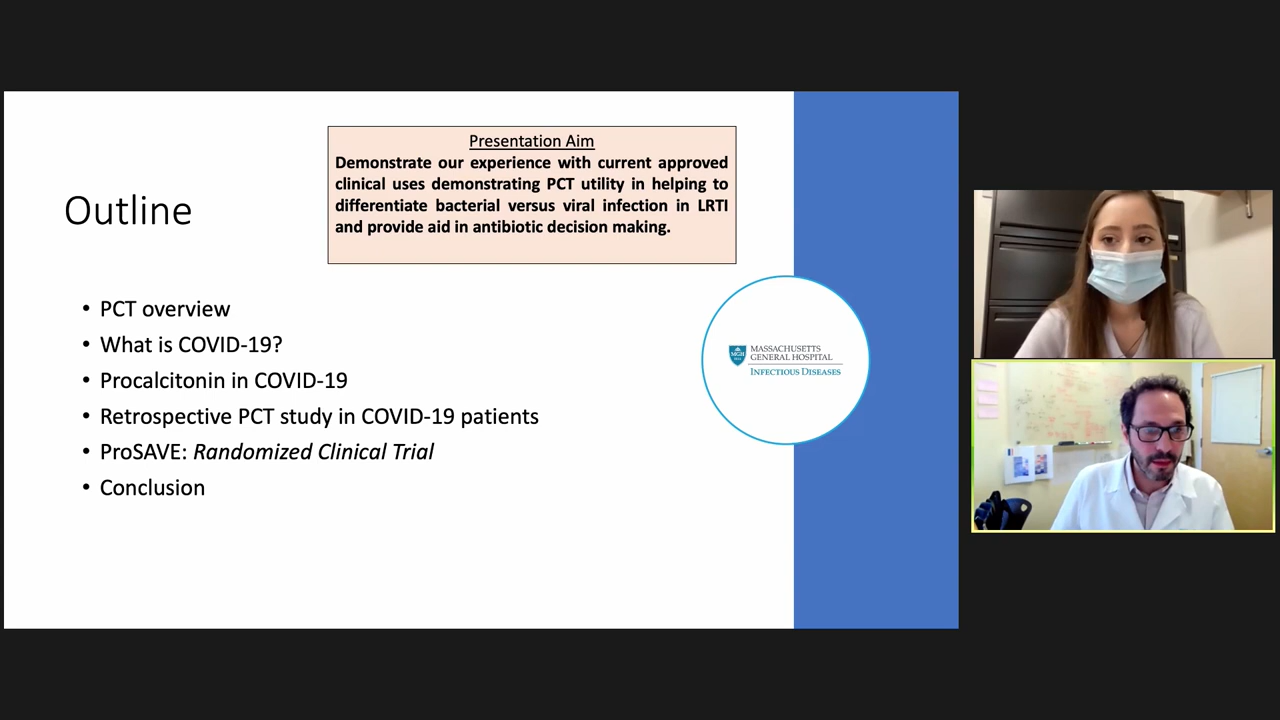 Presentation Aim
Demonstrate our experience with current approved
clinical uses demonstrating PCT utility in helping to
differentiate bacterial versus viral infection in LRTI
and provide aid in antibiotic decision making.
Outline
• PCT overview
• What is COVID-19?
• Procalcitonin in COVID-19
• Retrospective PCT study in COVID-19 patients
• ProSAVE: Randomized Clinical Trial
• Conclusion
MGH
MASSACHUSETTS
GENERAL HOSPITAL
INFECTIOUS DISEASES